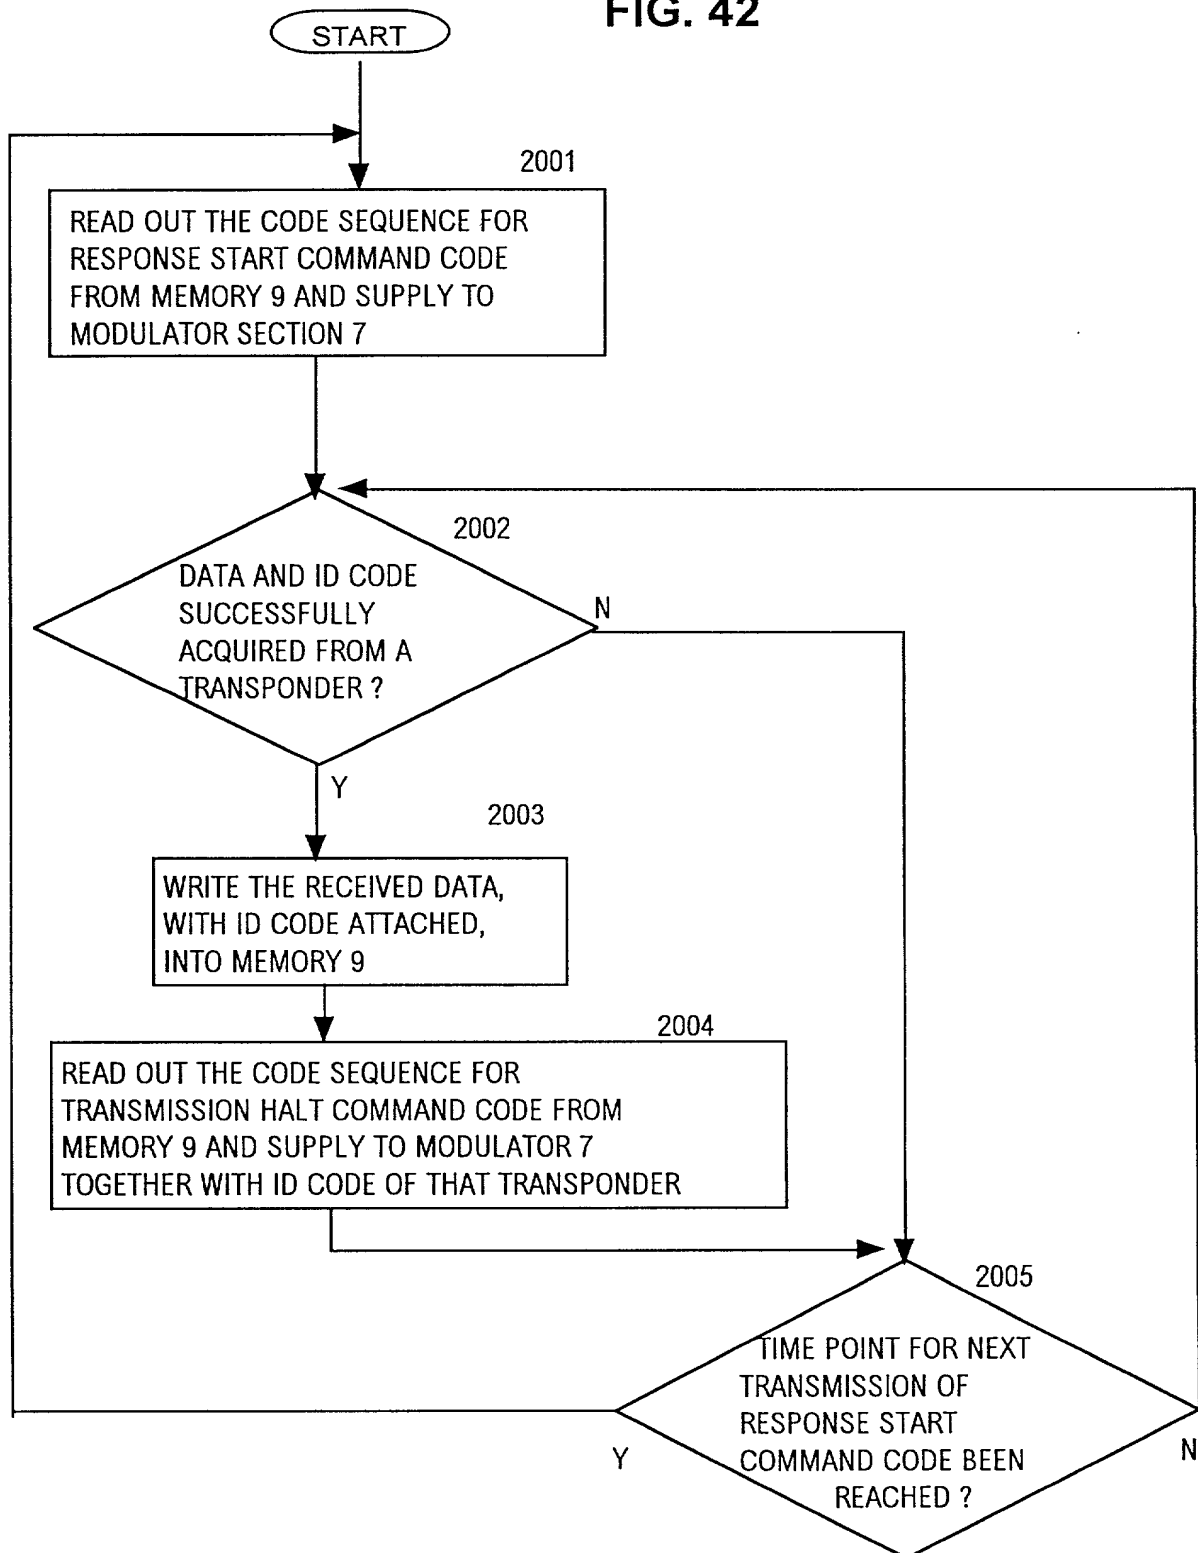 FIG. 42
START
2001
READ OUT THE CODE SEQUENCE FOR
RESPONSE START COMMAND CODE
FROM MEMORY 9 AND SUPPLY TO
MODULATOR SECTION 7
2002
DATA AND ID CODE
SUCCESSFULLY
ACQUIRED FROM A
TRANSPONDER ?
N
Y
2003
WRITE THE RECEIVED DATA,
WITH ID CODE ATTACHED,
INTO MEMORY 9
2004
READ OUT THE CODE SEQUENCE FOR
TRANSMISSION HALT COMMAND CODE FROM
MEMORY 9 AND SUPPLY TO MODULATOR 7
TOGETHER WITH ID CODE OF THAT TRANSPONDER
2005
TIME POINT FOR NEXT
TRANSMISSION OF
RESPONSE START
COMMAND CODE BEEN
REACHED ?
Y
N